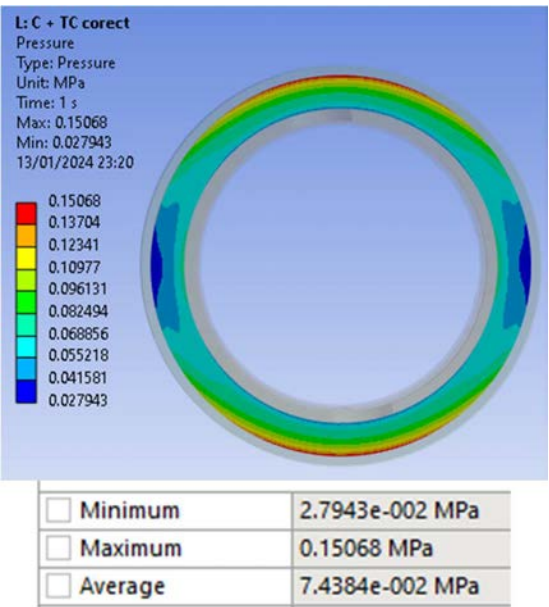 L: C + TC corect
Pressure
Type: Pressure
Unit: MPa
Time: 1 s
Max: 0.15068
Min: 0.027943
13/01/2024 23:20
0.15068
0.13704
0.12341
0.10977
0.096131
0.082494
0.068856
0.055218
0.041581
0.027943
Minimum 2.7943e-002 MPa
Maximum 0.15068 MPa
Average 7.4384e-002 MPa